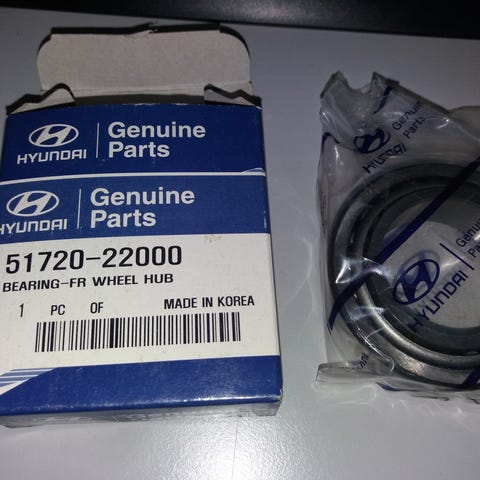 HYUNDAI
Genuine
Parts
HYUNDAI
Genuine
Parts
51720-22000
BEARING-FR WHEEL HUB
1 PC OF MADE IN KOREA
HYUNDAI
Genuine